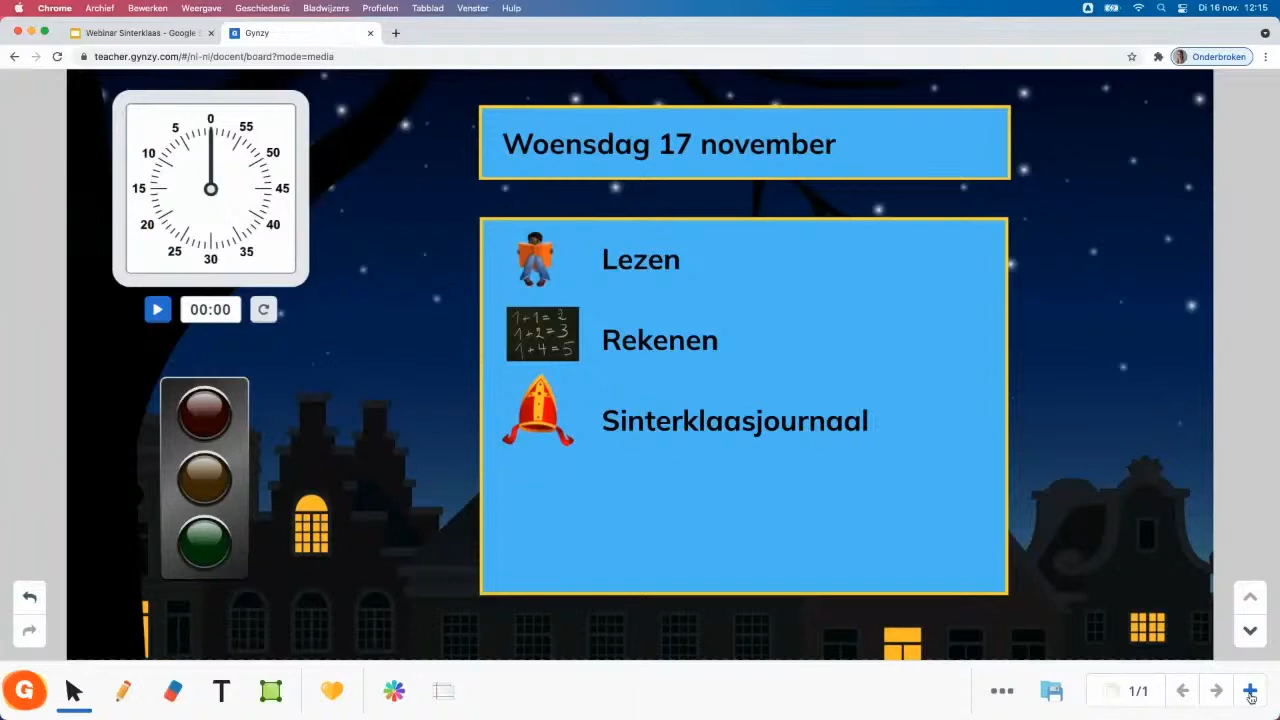 Chrome Archief Bewerken Weergave Geschiedenis Bladwijzers Profielen Tabblad Venster Help Di 16 nov. 12:15
Webinar Sinterklaas - Google
Gynzy
teacher.gynzy.com/#/ni-ni/docent/board?mode=media
Onderbroken
0
55
50
45
40
35
30
25
20
15
10
5
00:00
Woensdag 17 november
Lezen
1+1=2
1+2=3
1+4=5
Rekenen
Sinterklaasjournaal
G
T
1/1